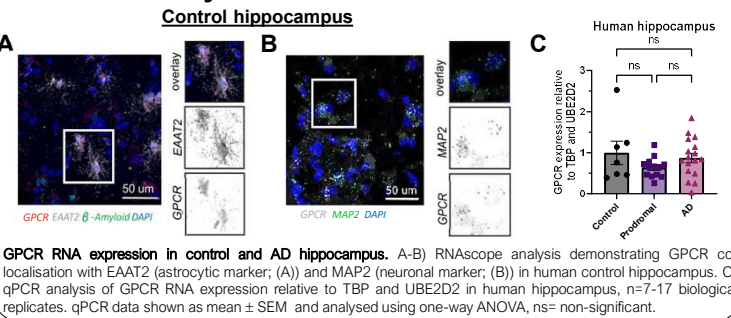 Control hippocampus
A
overlay
EAAT2
GPCR
50 um
GPCR EAAT2 β-Amyloid DAPI
B
overlay
MAP2
GPCR
50 um
GPCR MAP2 DAPI
C
Human hippocampus
ns
ns
ns
GPCR expression relative
to TBP and UBE2D2
3
2
1
0
Control
Prodromal
AD
GPCR RNA expression in control and AD hippocampus. A-B) RNAscope analysis demonstrating GPCR co
localisation with EAAT2 (astrocytic marker; (A)) and MAP2 (neuronal marker; (B)) in human control hippocampus. C
qPCR analysis of GPCR RNA expression relative to TBP and UBE2D2 in human hippocampus, n=7-17 biologica
replicates. qPCR data shown as mean ± SEM and analysed using one-way ANOVA, ns= non-significant.